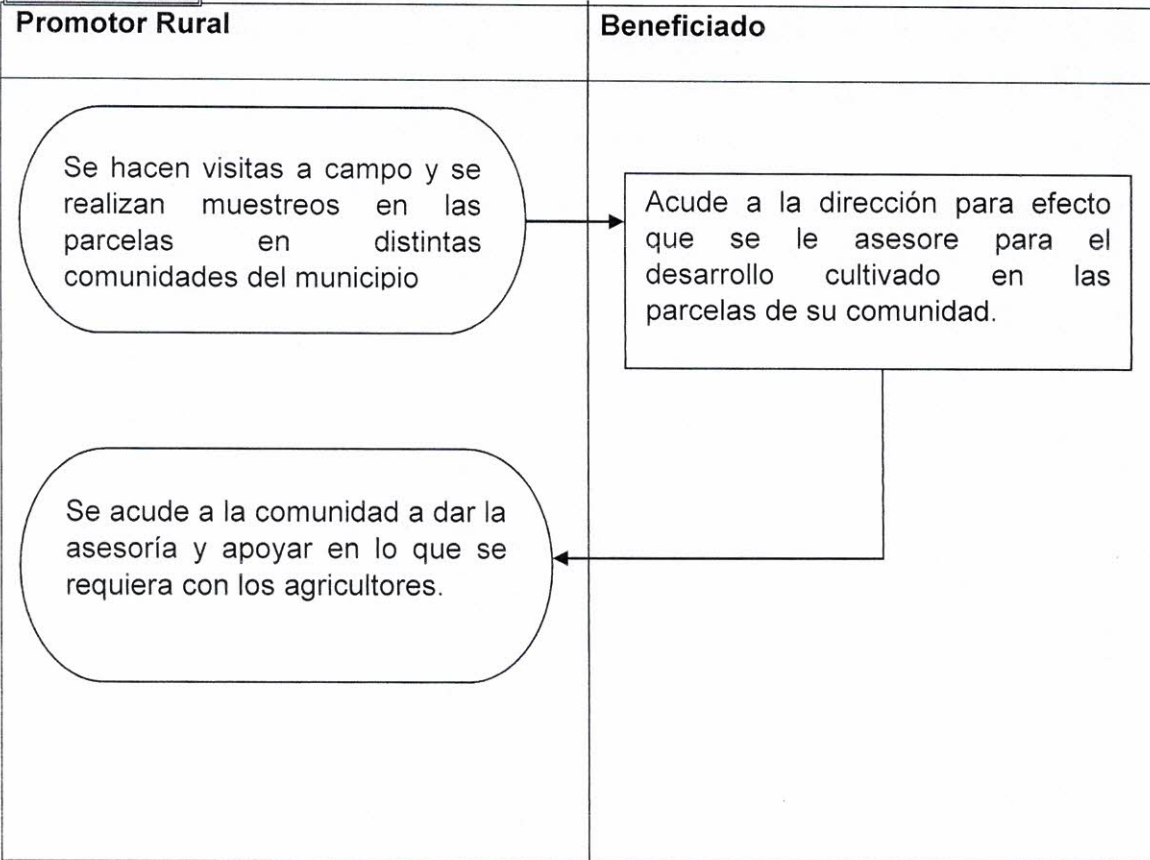 Promotor Rural
Beneficiado
Se hacen visitas a campo y se
realizan muestreos en las
parcelas en distintas
comunidades del municipio
Acude a la dirección para efecto
que se le asesore para el
desarrollo cultivado en las
parcelas de su comunidad.
Se acude a la comunidad a dar la
asesoría y apoyar en lo que se
requiera con los agricultores.